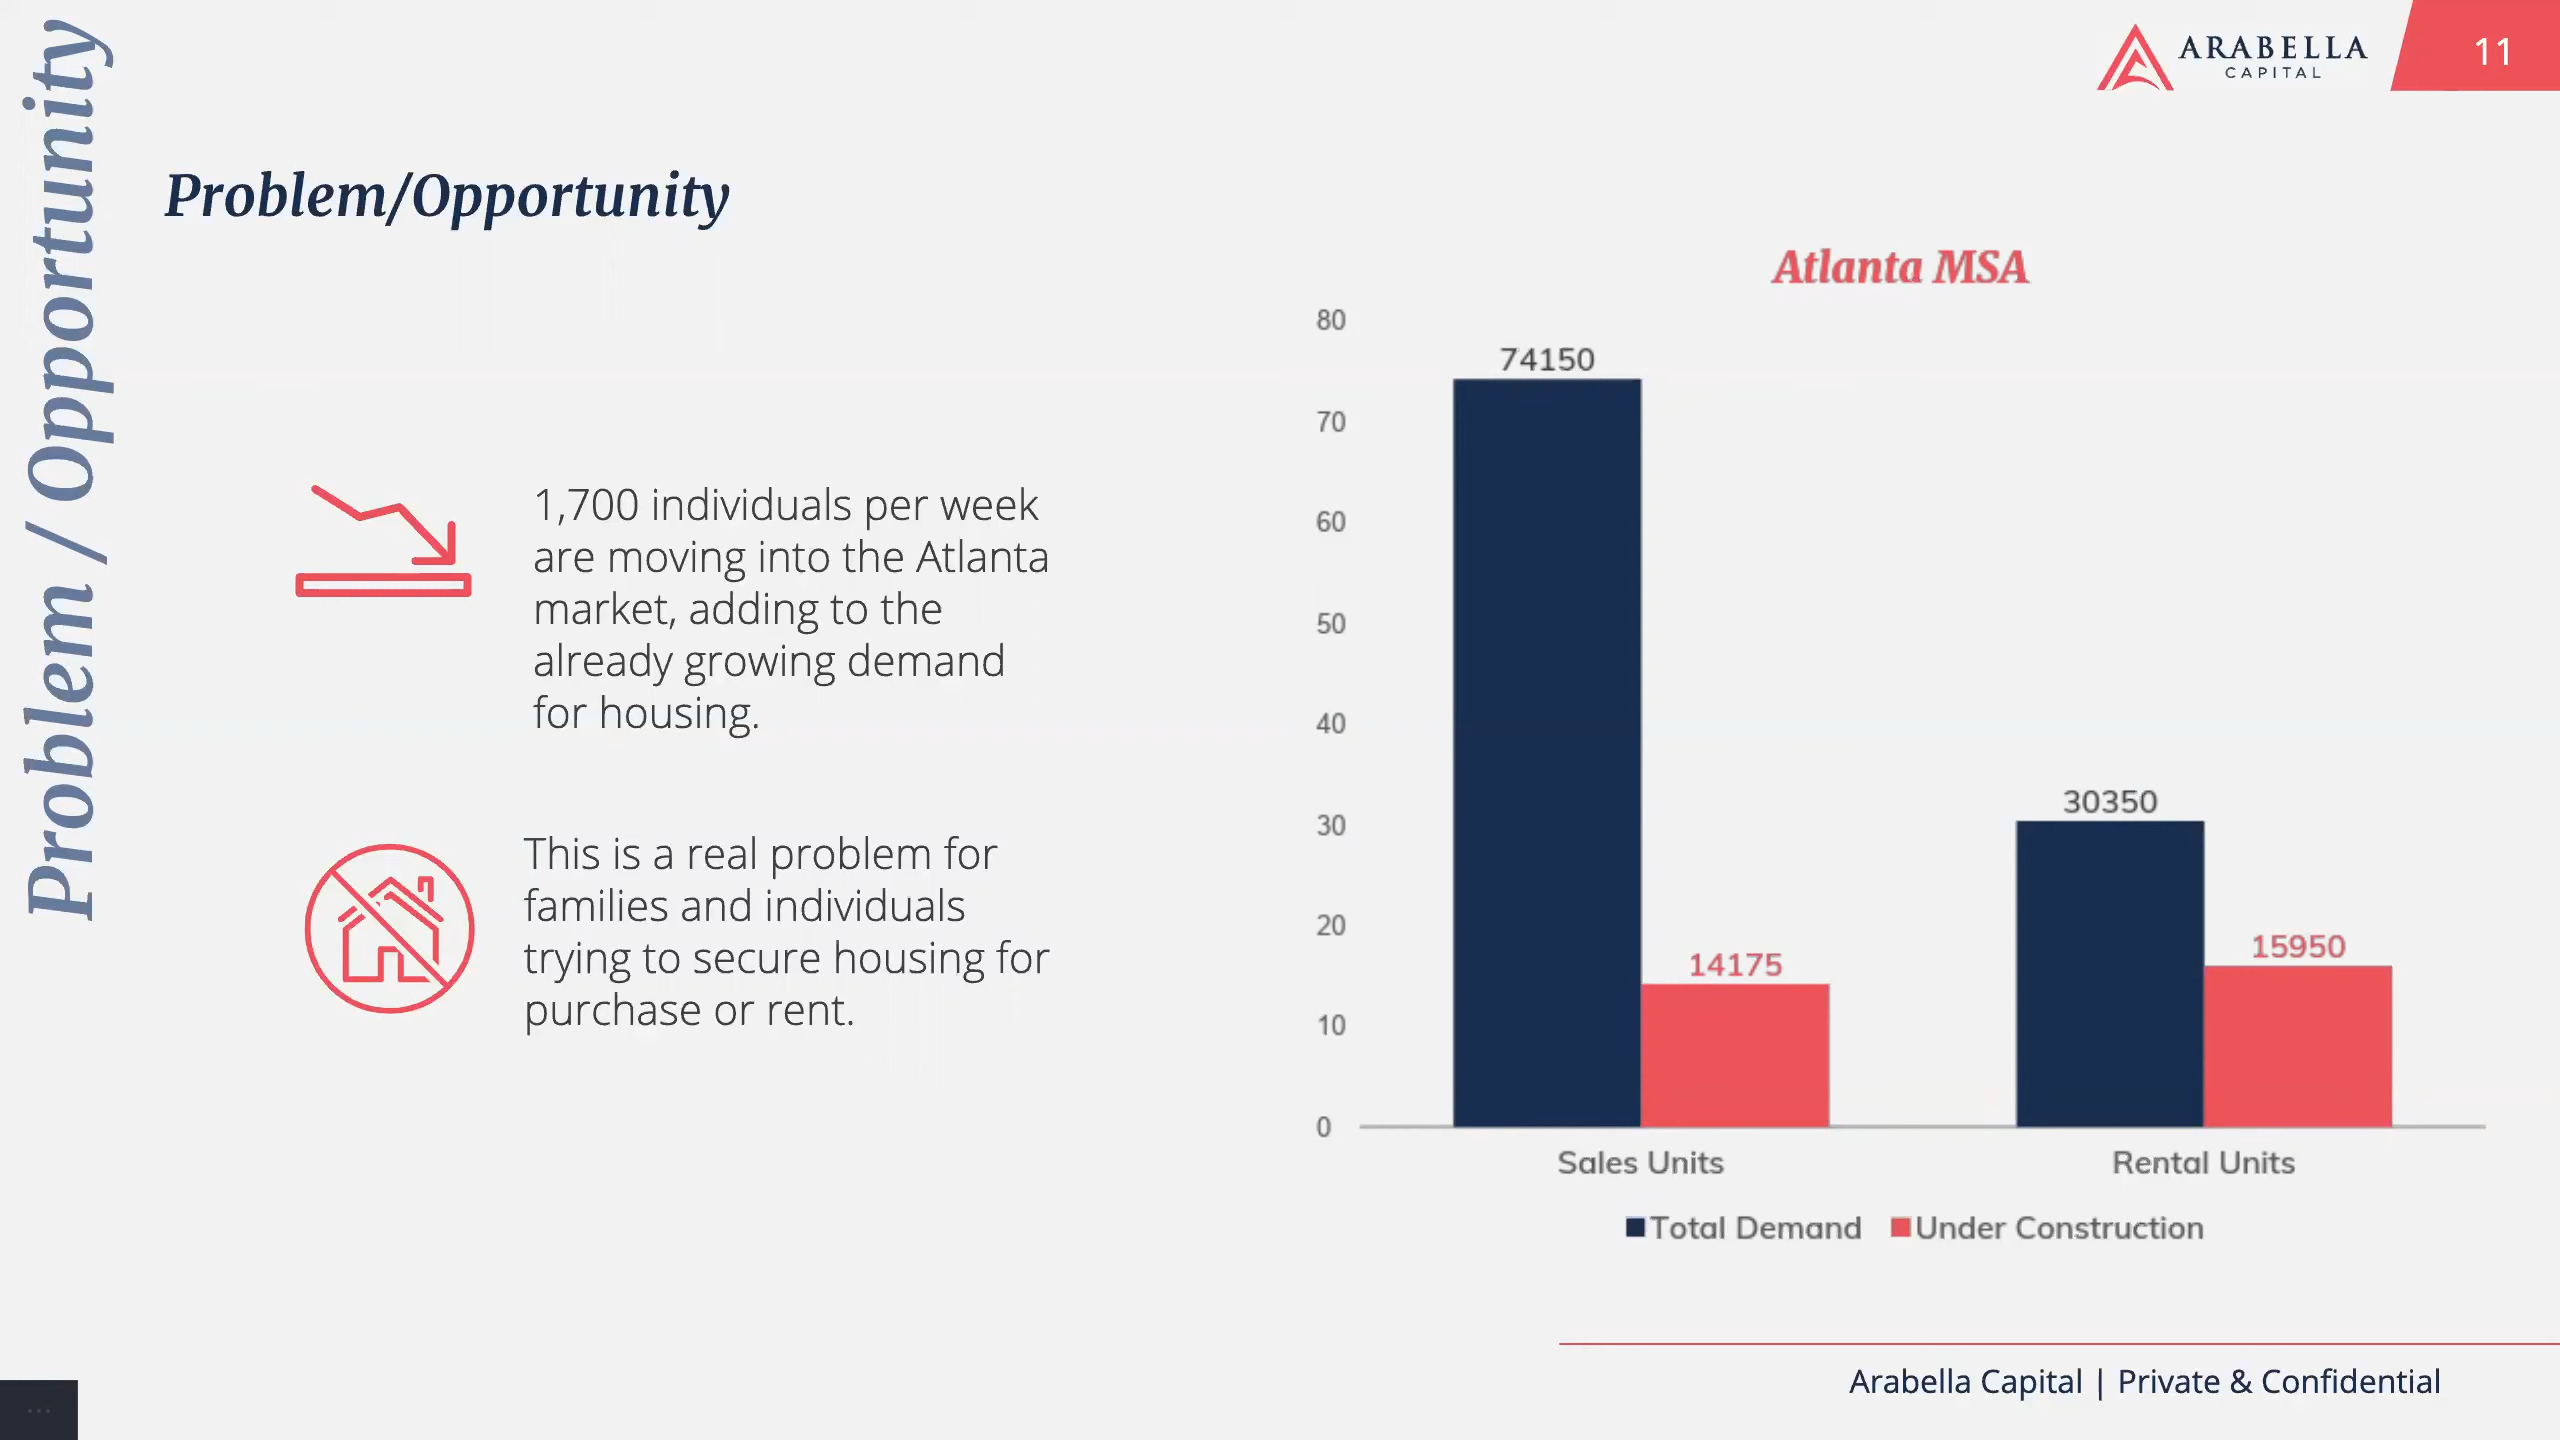 Problem / Opportunity
ARABELLA
CAPITAL
11
Problem/Opportunity
1,700 individuals per week
are moving into the Atlanta
market, adding to the
already growing demand
for housing.
This is a real problem for
families and individuals
trying to secure housing for
purchase or rent.
Atlanta MSA
80
70
60
50
40
30
20
10
0
74150
14175
30350
15950
Sales Units
Rental Units
Total Demand
Under Construction
Arabella Capital | Private & Confidential
...